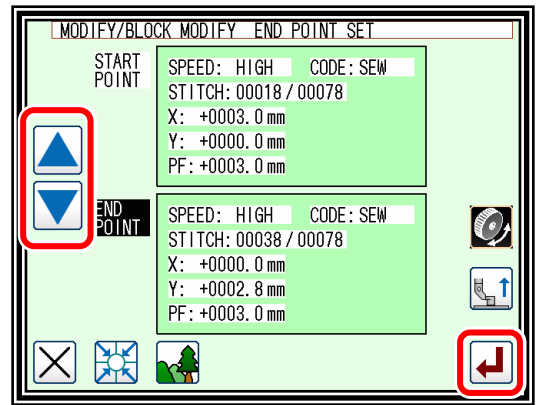 MODIFY/BLOCK MODIFY END POINT SET
START
POINT
SPEED: HIGH CODE: SEW
STITCH: 00018 / 00078
X: +0003.0 mm
Y: +0000.0 mm
PF: +0003.0 mm
END
POINT
SPEED: HIGH CODE: SEW
STITCH: 00038 / 00078
X: +0000.0 mm
Y: +0002.8 mm
PF: +0003.0 mm